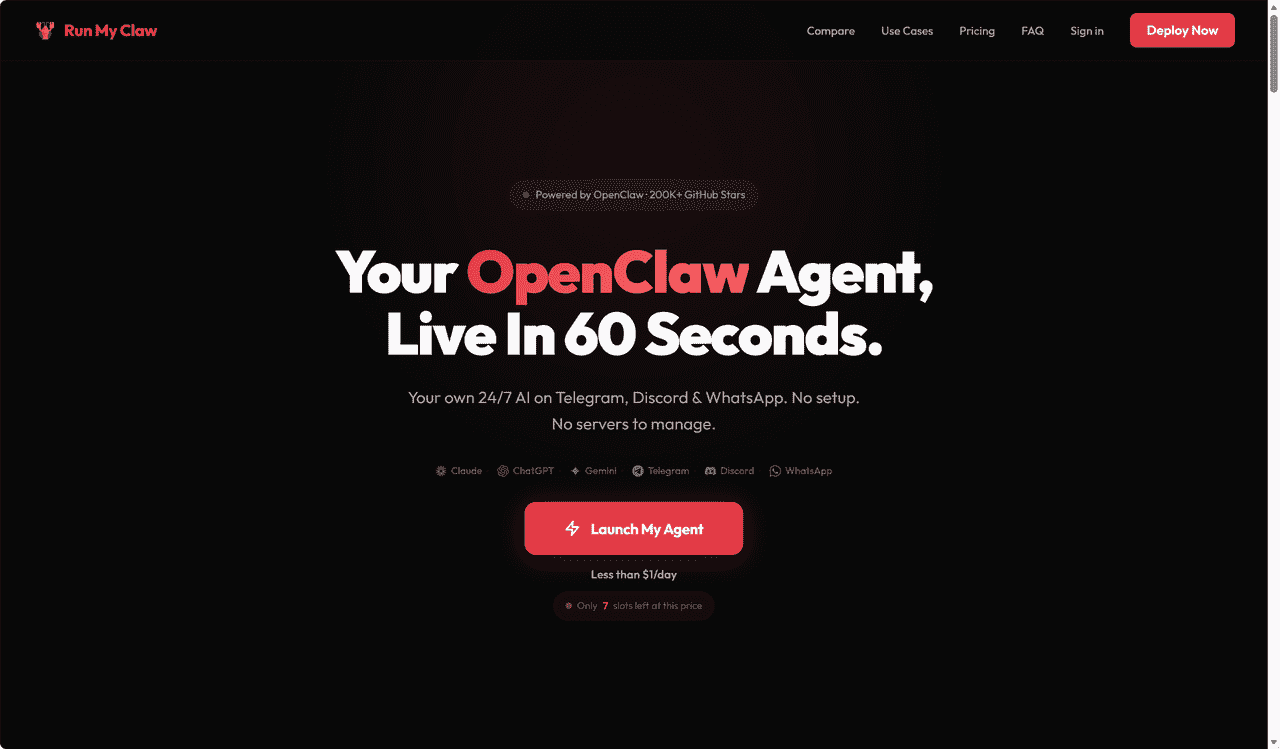 Run My Claw
Compare
Use Cases
Pricing
FAQ
Sign in
Deploy Now
Powered by OpenClaw · 200K+ GitHub Stars
Your OpenClaw Agent,
Live In 60 Seconds.
Your own 24/7 AI on Telegram, Discord & WhatsApp. No setup.
No servers to manage.
Claude
ChatGPT
Gemini
Telegram
Discord
WhatsApp
Launch My Agent
Less than $1/day
Only 7 slots left at this price